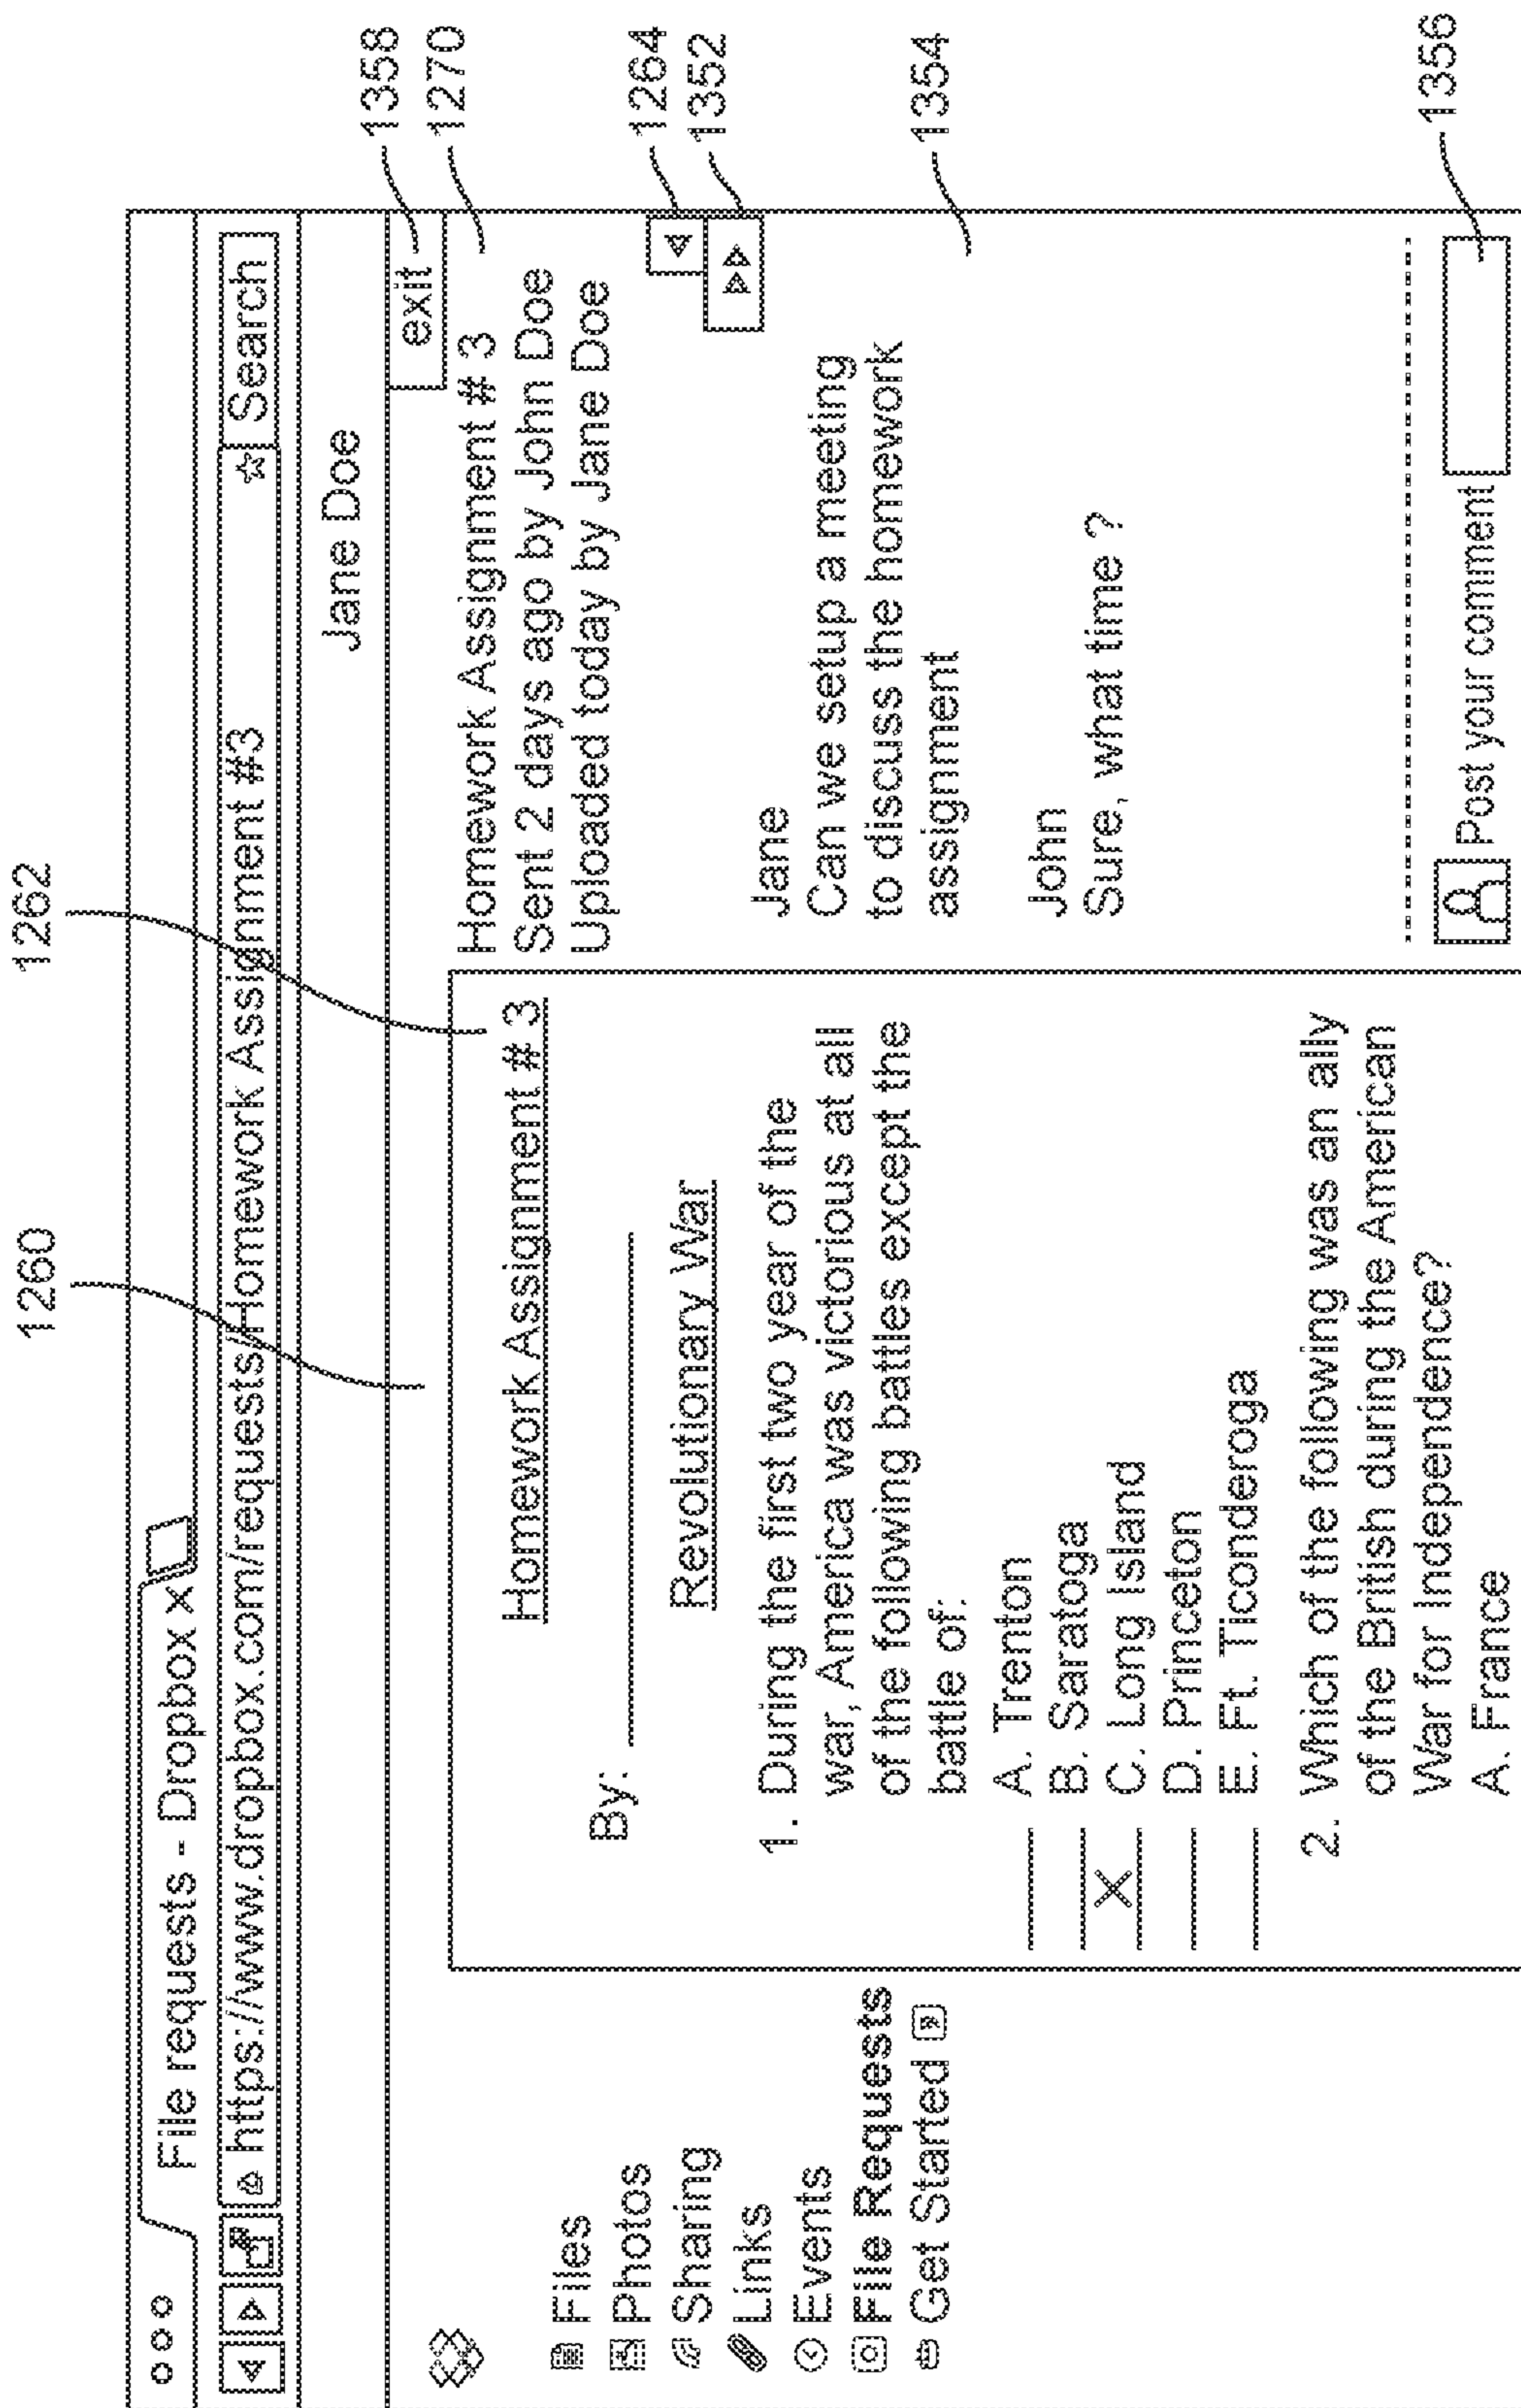 1260
1262
File requests - Dropbox x
https://www.dropbox.com/requests/Homework Assignment #3
Search
Jane Doe
exit
1358
Files
Photos
Sharing
Links
Events
File Requests
Get Started
Homework Assignment # 3
By:
Revolutionary War
1. During the first two year of the
war, America was victorious at all
of the following battles except the
battle of:
A. Trenton
B. Saratoga
X C. Long Island
D. Princeton
E. Ft. Ticonderoga
2. Which of the following was an ally
of the British during the American
War for Independence?
A. France
Homework Assignment # 3
Sent 2 days ago by John Doe
Uploaded today by Jane Doe
1270
1264
1352
Jane
Can we setup a meeting
to discuss the homework
assignment
1354
John
Sure, what time ?
Post your comment
1356